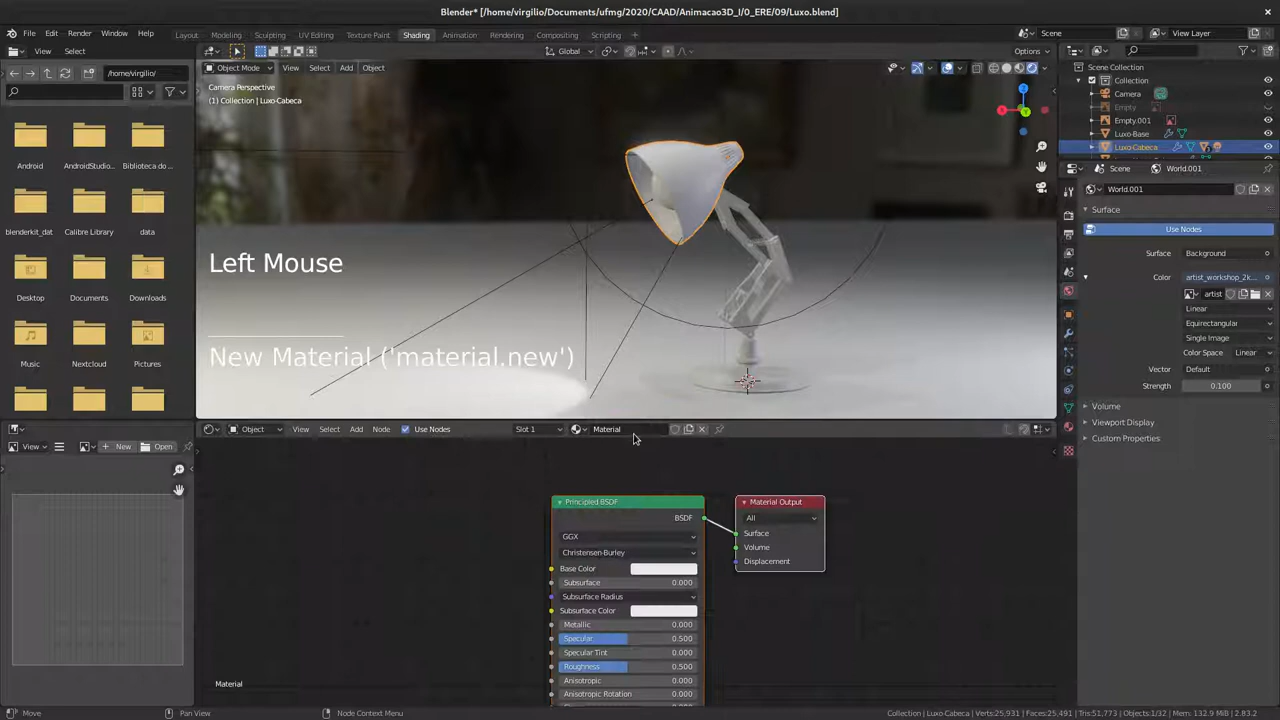 Blender* [/home/virgilio/Documents/ufmg/2020/CAAD/Animacao3D_I/0_ERE/09/Luxo.blend]
File Edit Render Window Help
Layout Modeling Sculpting UV Editing Texture Paint Shading Animation Rendering Compositing Scripting
Scene
View Layer
View Select
Global
Options
/home/virgilio/
Object Mode View Select Add Object
Camera Perspective
(1) Collection | Luxo-Cabeca
Android
AndroidStudio...
Biblioteca do ...
blenderkit_dat
Calibre Library
data
Desktop
Documents
Downloads
Music
Nextcloud
Pictures
Left Mouse
New Material ('material.new')
Scene Collection
Collection
Camera
Empty
Empty.001
Luxo-Base
Luxo-Cabeca
Scene World.001
World.001
Surface
Use Nodes
Surface Background
Color artist_workshop_2k...
artist
Linear
Equirectangular
Single Image
Color Space Linear
Vector Default
Strength 0.100
Volume
Viewport Display
Custom Properties
View New Open
Object View Select Add Node Use Nodes Slot 1 Material
Principled BSDF
BSDF
GGX
Christensen-Burley
Base Color
Subsurface 0.000
Subsurface Radius
Subsurface Color
Metallic 0.000
Specular 0.500
Specular Tint 0.000
Roughness 0.500
Anisotropic 0.000
Anisotropic Rotation 0.000
Material Output
All
Surface
Volume
Displacement
Material
Move Pan View Node Context Menu
Collection | Luxo-Cabeca | Verts:25,931 | Faces:25,491 | Tris:51,773 | Objects:1/32 | Mem: 132.9 MiB | 2.83.2